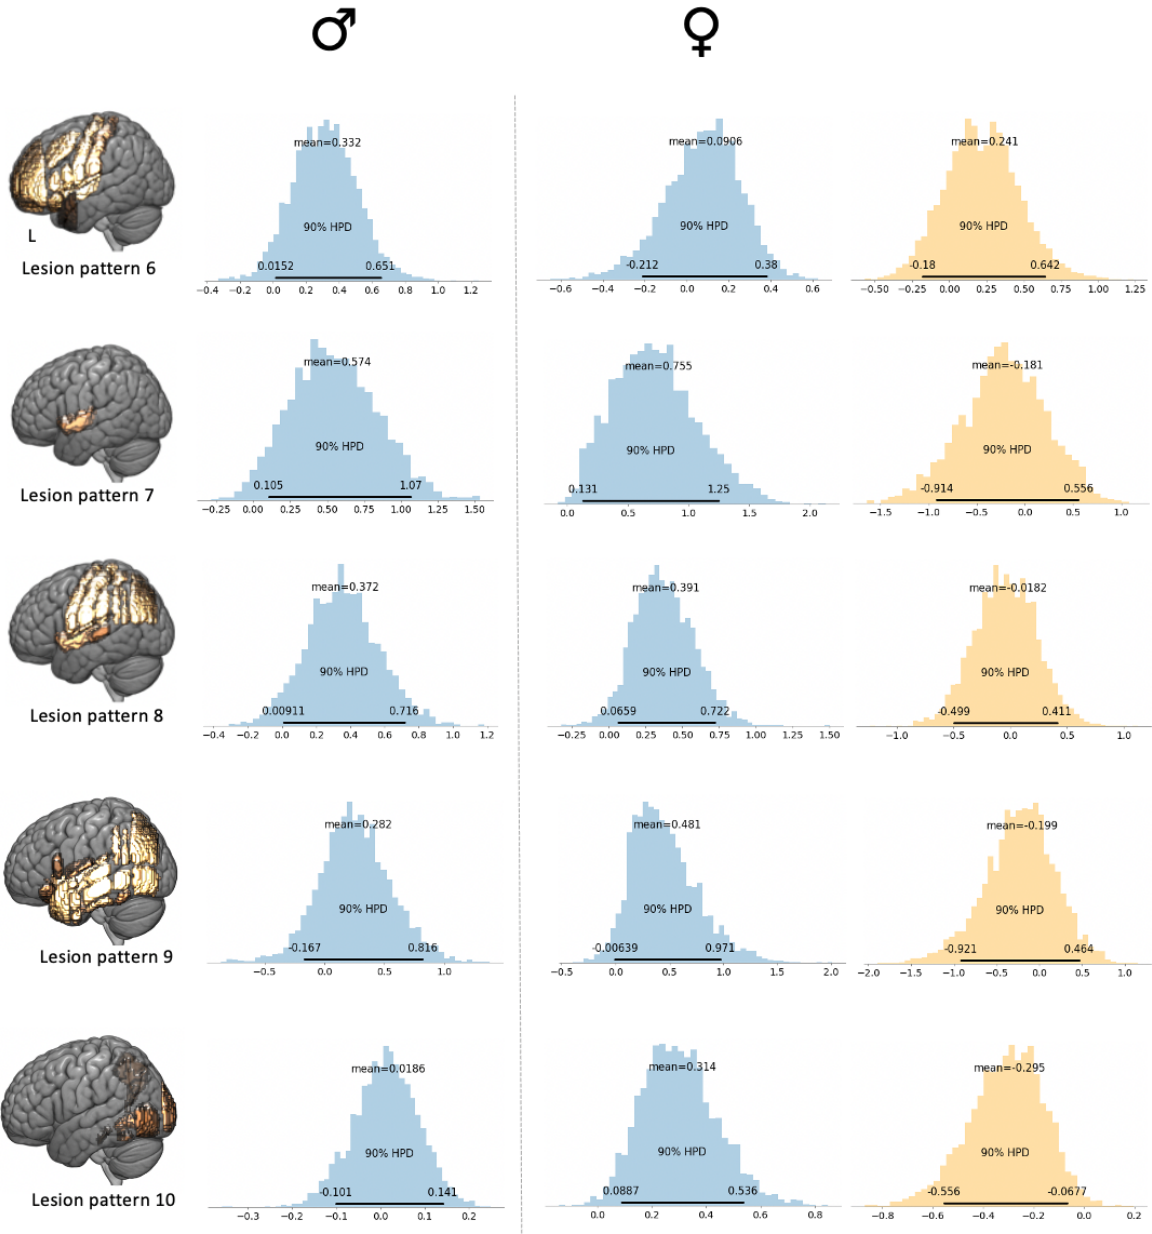 ♂ ♀
mean=0.332 mean=0.0906 mean=0.241
90% HPD 90% HPD 90% HPD
L
0.0152 0.651 -0.212 0.38 -0.18 0.642
Lesion pattern 6
−0.4 −0.2 0.0 0.2 0.4 0.6 0.8 1.0 1.2 −0.6 −0.4 −0.2 0.0 0.2 0.4 0.6 −0.50 −0.25 0.00 0.25 0.50 0.75 1.00 1.25
mean=0.574 mean=0.755 mean=-0.181
90% HPD 90% HPD 90% HPD
0.105 1.07 0.131 1.25 -0.914 0.556
Lesion pattern 7
−0.25 0.00 0.25 0.50 0.75 1.00 1.25 1.50 0.0 0.5 1.0 1.5 2.0 −1.5 −1.0 −0.5 0.0 0.5 1.0
mean=0.372 mean=0.391 mean=-0.0182
90% HPD 90% HPD 90% HPD
0.00911 0.716 0.0659 0.722 -0.499 0.411
Lesion pattern 8
−0.4 −0.2 0.0 0.2 0.4 0.6 0.8 1.0 1.2 −0.25 0.00 0.25 0.50 0.75 1.00 1.25 1.50 −1.0 −0.5 0.0 0.5 1.0
mean=0.282 mean=0.481 mean=-0.199
90% HPD 90% HPD 90% HPD
-0.167 0.816 -0.00639 0.971 -0.921 0.464
Lesion pattern 9
−0.5 0.0 0.5 1.0 −0.5 0.0 0.5 1.0 1.5 2.0 −2.0 −1.5 −1.0 −0.5 0.0 0.5 1.0
mean=0.0186 mean=0.314 mean=-0.295
90% HPD 90% HPD 90% HPD
-0.101 0.141 0.0887 0.536 -0.556 -0.0677
Lesion pattern 10
−0.3 −0.2 −0.1 0.0 0.1 0.2 0.0 0.2 0.4 0.6 0.8 −0.8 −0.6 −0.4 −0.2 0.0 0.2